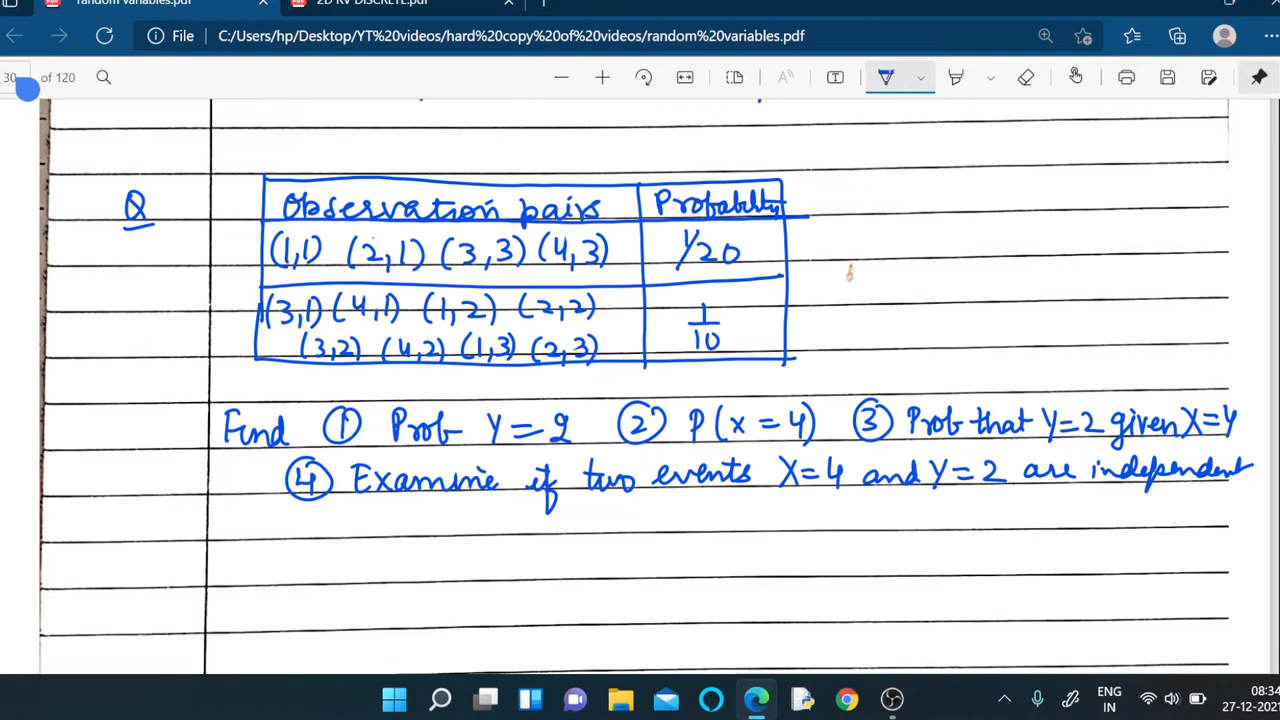 random variables.pdf
2D RV DISCRETE.pdf
File C:/Users/hp/Desktop/YT%20videos/hard%20copy%20of%20videos/random%20variables.pdf
30 of 120
Q
Observation pairs Probability
(1,1) (2,1) (3,3) (4,3) 1/20
(3,1) (4,1) (1,2) (2,2) 1/10
(3,2) (4,2) (1,3) (2,3)
Find ① Prob Y=2 ② P(x=4) ③ Prob that Y=2 given X=4
④ Examine if two events X=4 and Y=2 are independent
ENG 08:34
IN 27-12-2021